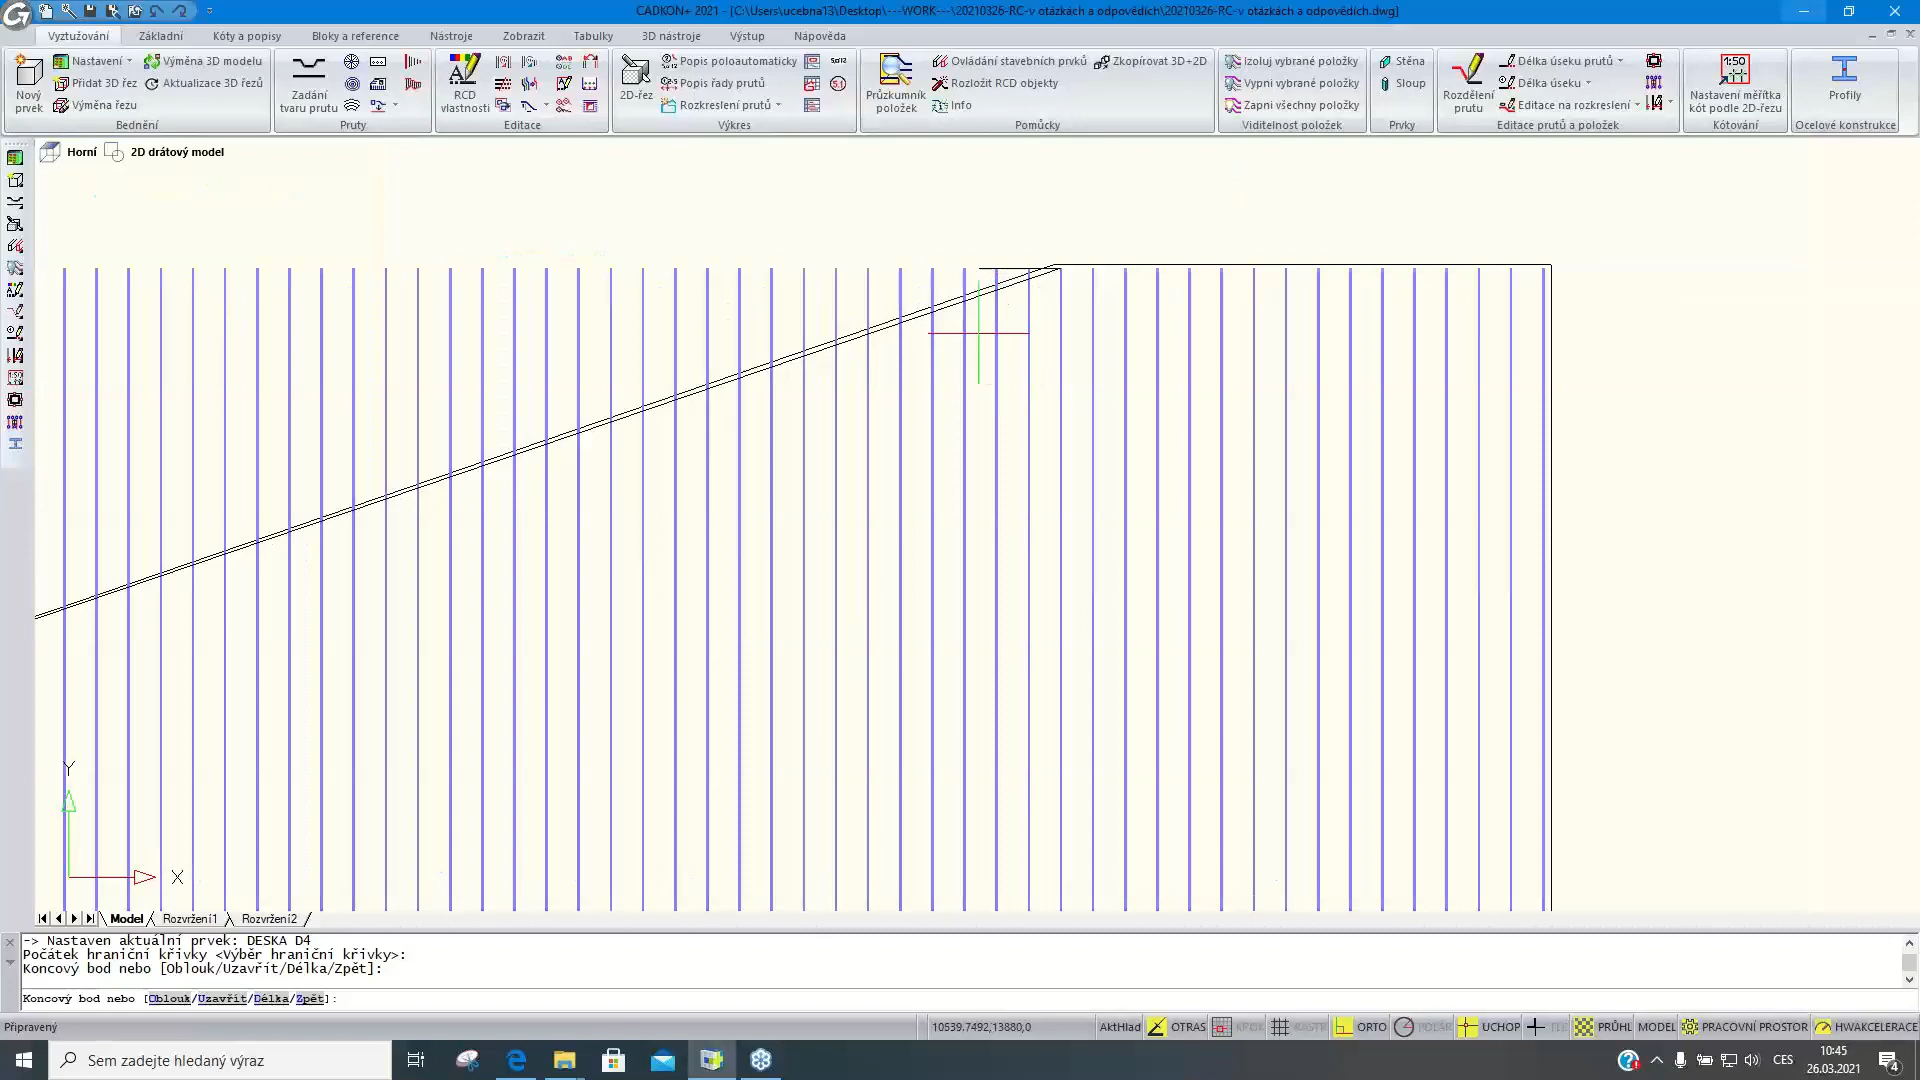 CADKON+ 2021 - [C:\Users\ucebna13\Desktop\---WORK---\20210326-RC-v otázkách a odpovědích\20210326-RC-v otázkách a odpovědích.dwg]
Vyztužování Základní Kóty a popisy Bloky a reference Nástroje Zobrazit Tabulky 3D nástroje Výstup Nápověda
Nový prvek
Nastavení
Výměna 3D modelu
Přidat 3D řez
Aktualizace 3D řezů
Výměna řezu
Bednění
Zadání tvaru prutu
Pruty
RCD vlastnosti
Editace
2D-řez
Popis poloautomaticky
Popis řady prutů
Rozkreslení prutů
Výkres
Průzkumník položek
Ovládání stavebních prvků
Zkopírovat 3D+2D
Rozložit RCD objekty
Info
Pomůcky
Izoluj vybrané položky
Vypni vybrané položky
Zapni všechny položky
Viditelnost položek
Stěna
Sloup
Prvky
Rozdělení prutu
Délka úseku prutů
Délka úseku
Editace na rozkreslení
Editace prutů a položek
1:50
Nastavení měřítka kót podle 2D-řezu
Kótování
Profily
Ocelové konstrukce
Horní 2D drátový model
Y
X
Model Rozvržení1 Rozvržení2
-> Nastaven aktuální prvek: DESKA D4
Počátek hraniční křivky <Výběr hraniční křivky>:
Koncový bod nebo [Oblouk/Uzavřít/Délka/Zpět]:
Koncový bod nebo [Oblouk/Uzavřít/Délka/Zpět]:
Připravený 10539.7492,13880,0 AktHlad OTRAS KROK RASTR ORTO POLÁR UCHOP PRŮHL MODEL PRACOVNÍ PROSTOR HWAKCELERACE
Sem zadejte hledaný výraz
CES
10:45
26.03.2021
4